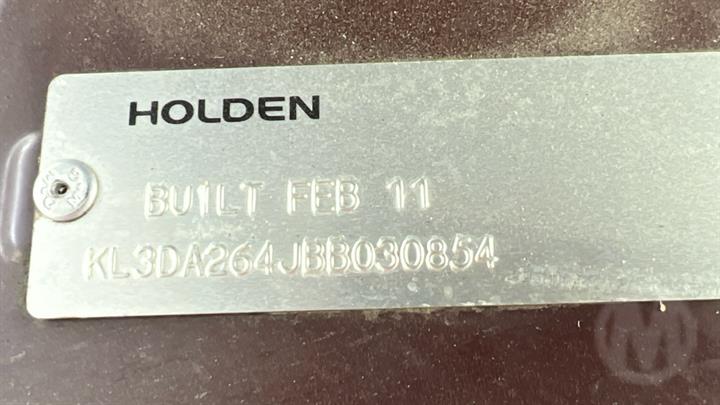 HOLDEN
BUILT FEB 11
KL3DA264JBB030854